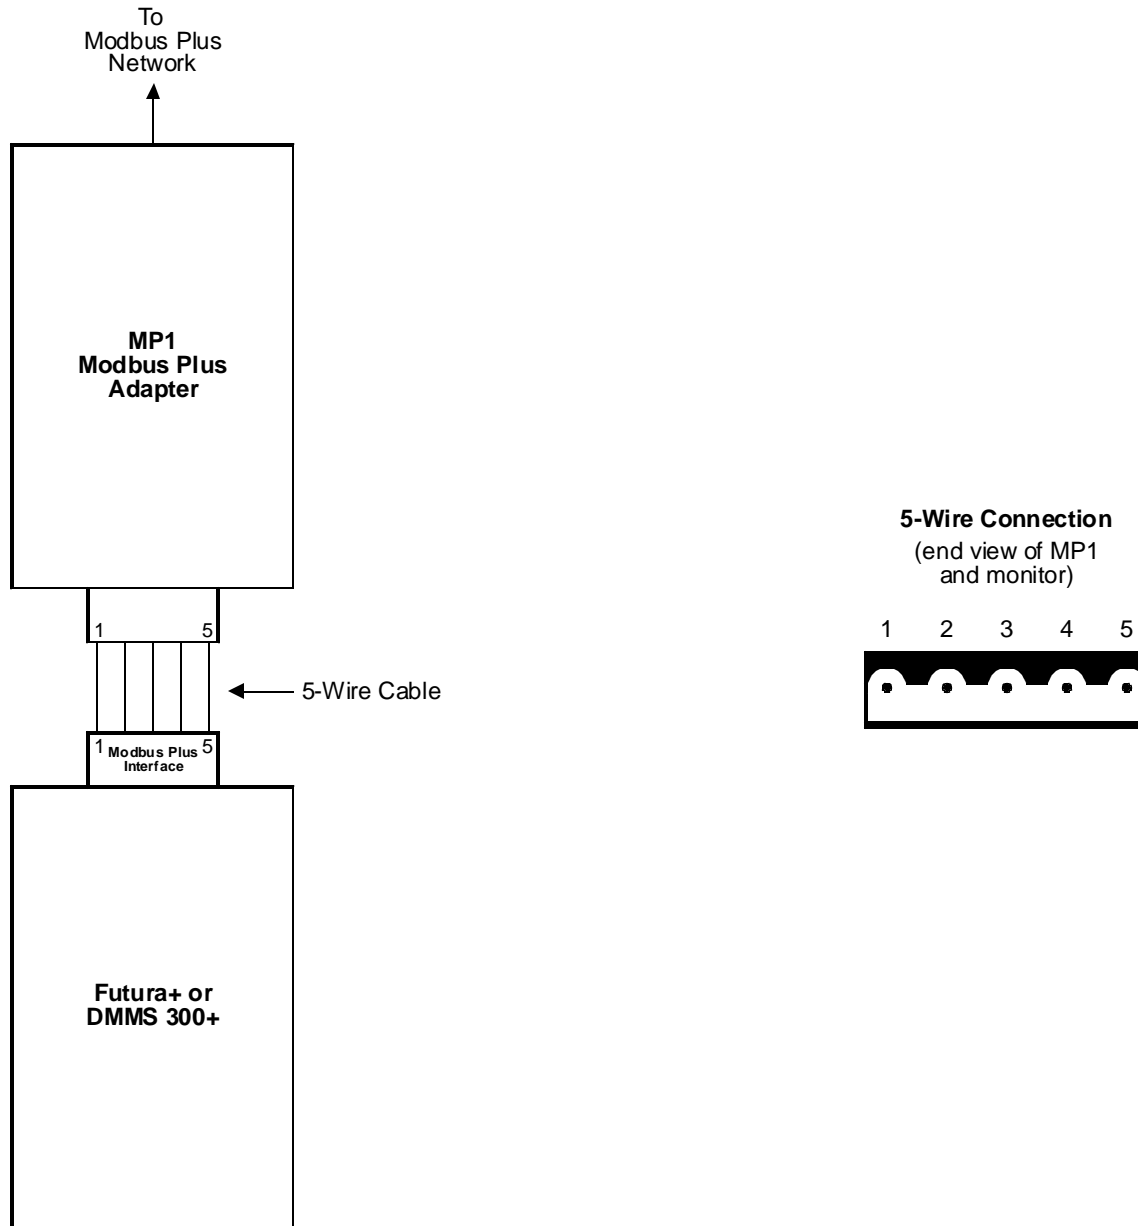 To
Modbus Plus
Network
MP1
Modbus Plus
Adapter
1 5
5-Wire Cable
1 Modbus Plus 5
Interface
Futura+ or
DMMS 300+
5-Wire Connection
(end view of MP1
and monitor)
1 2 3 4 5